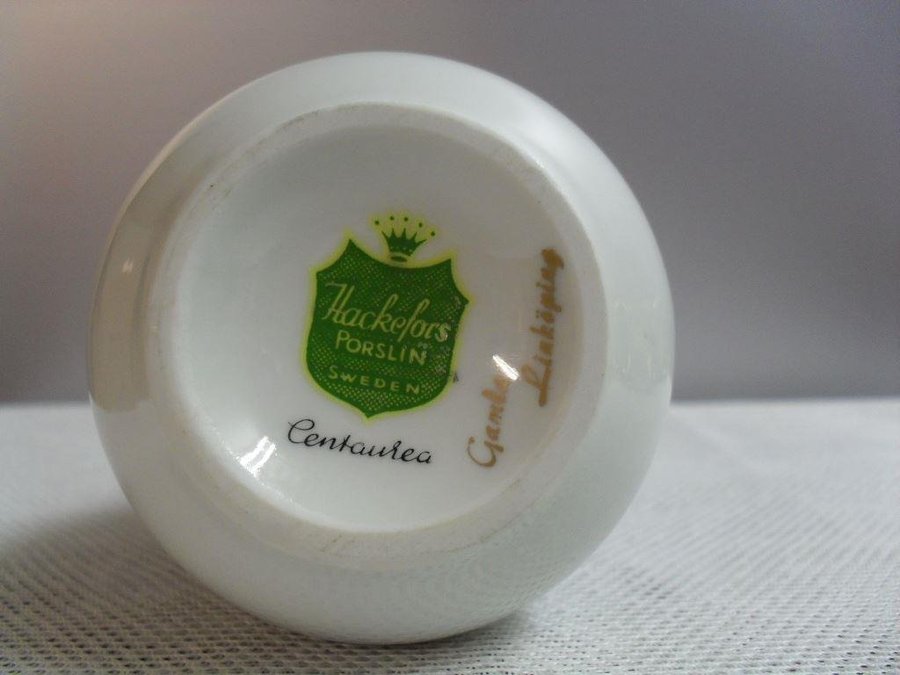 Hackefors
PORSLIN
SWEDEN
Centaurea
Gamla
Linköping